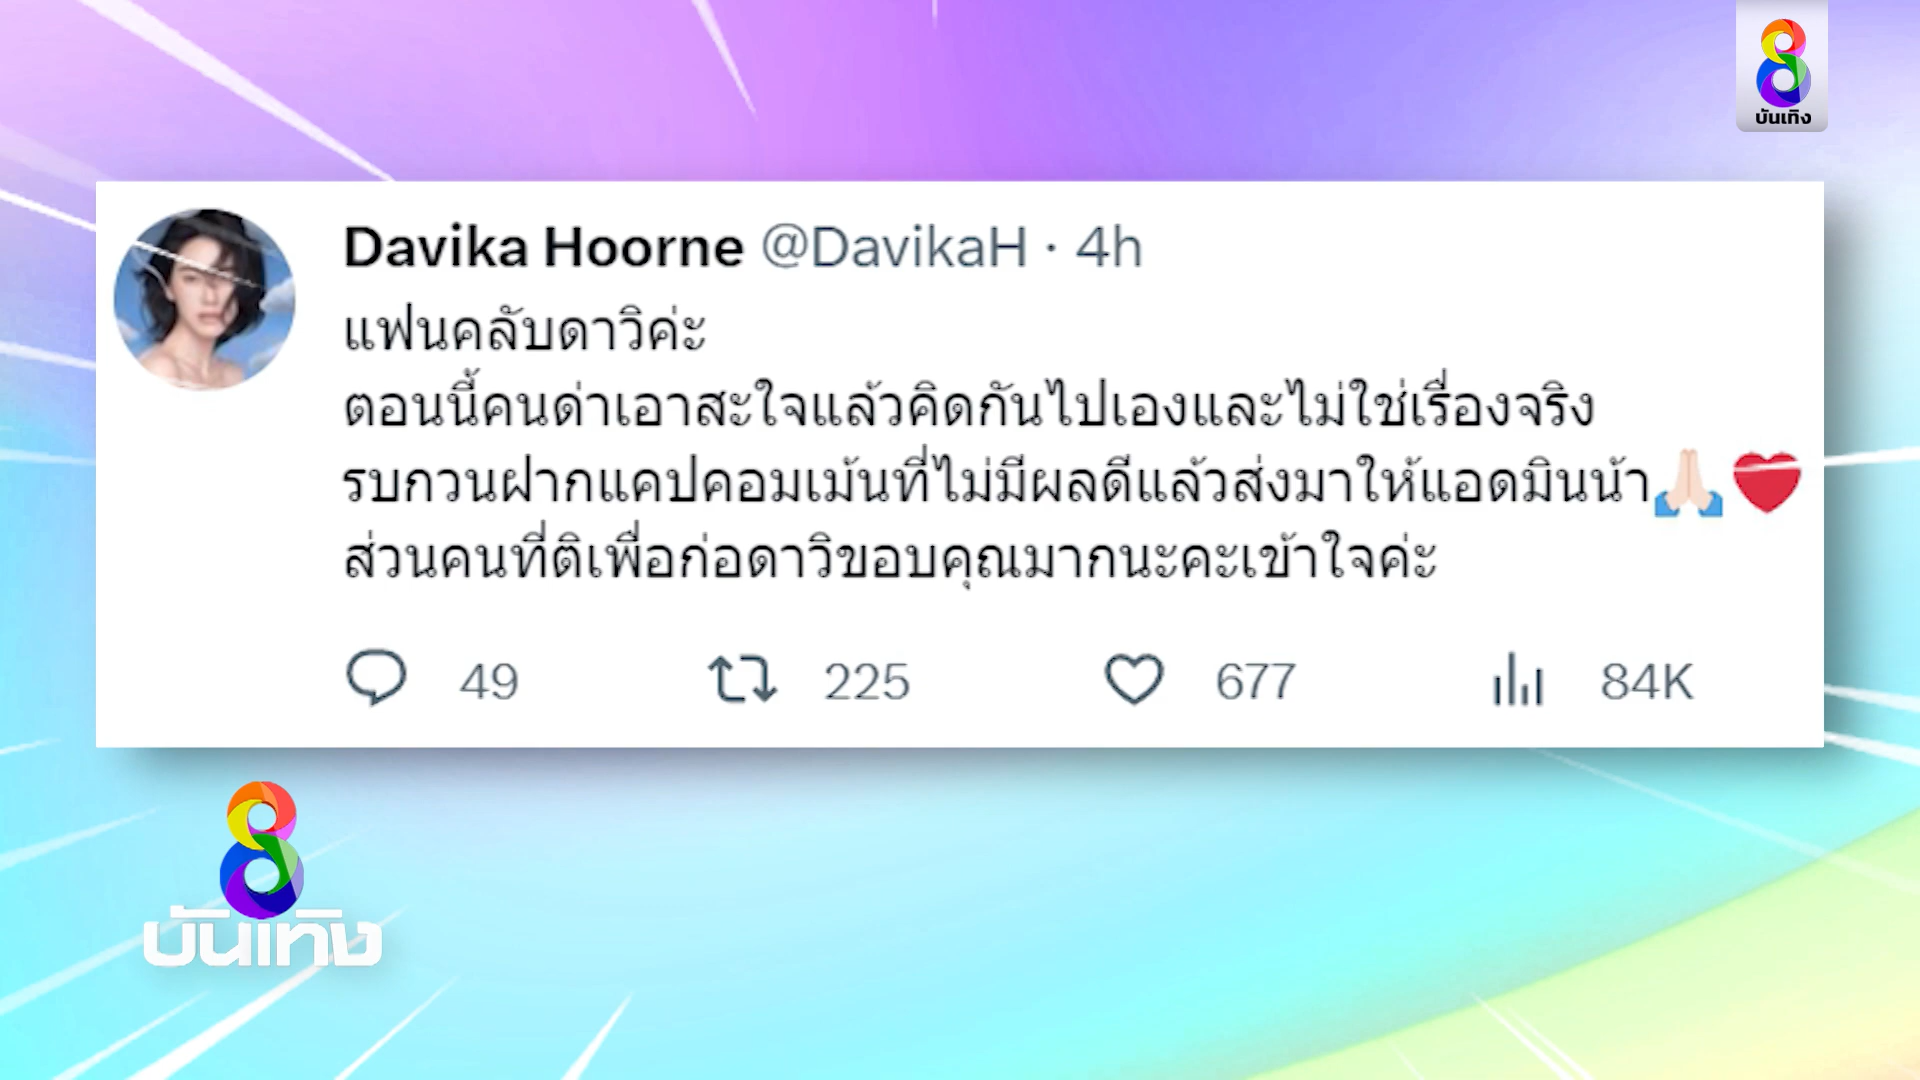 8
บันเทิง
Davika Hoorne @DavikaH · 4h
แฟนคลับดาวิค่ะ
ตอนนี้คนด่าเอาสะใจแล้วคิดกันไปเองและไม่ใช่เรื่องจริง
รบกวนฝากแคปคอมเม้นที่ไม่มีผลดีแล้วส่งมาให้แอดมินน้า🙏🏻❤️
ส่วนคนที่ติเพื่อก่อดาวิขอบคุณมากนะคะเข้าใจค่ะ
49 225 677 84K
8
บันเทิง